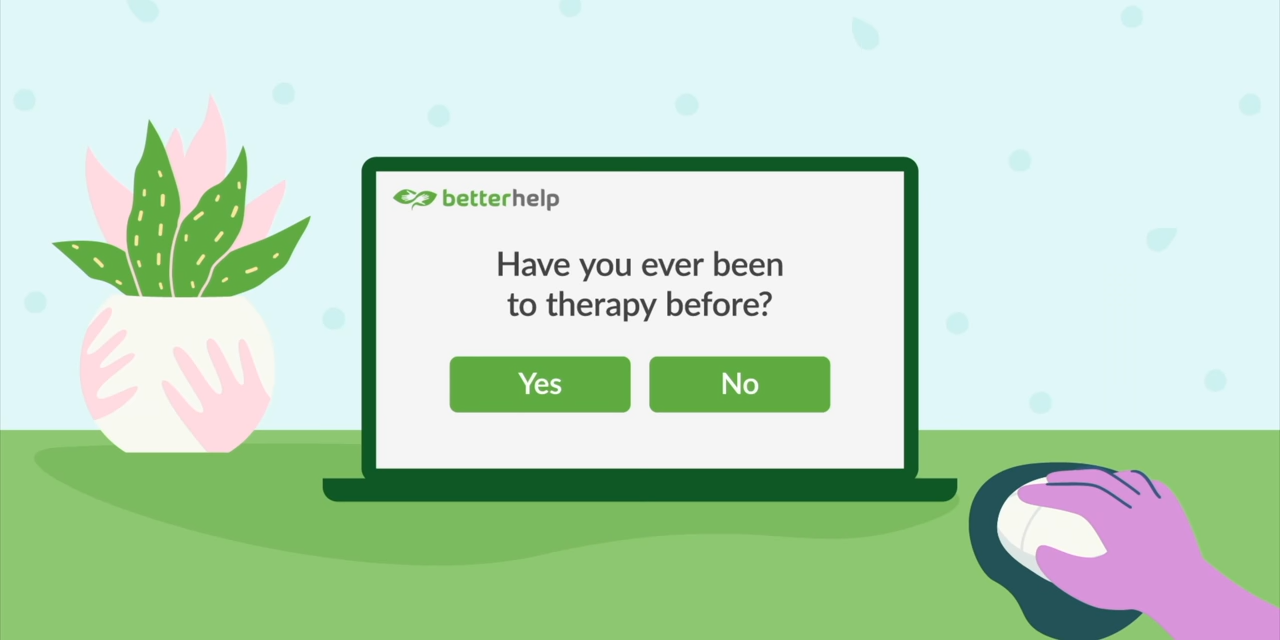 betterhelp
Have you ever been
to therapy before?
Yes No